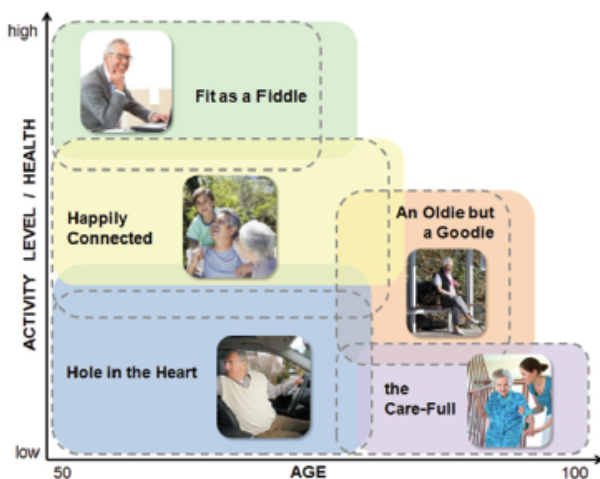 high
Fit as a Fiddle
Happily
Connected
An Oldie but
a Goodie
Hole in the Heart
the
Care-Full
ACTIVITY LEVEL / HEALTH
low
50
AGE
100